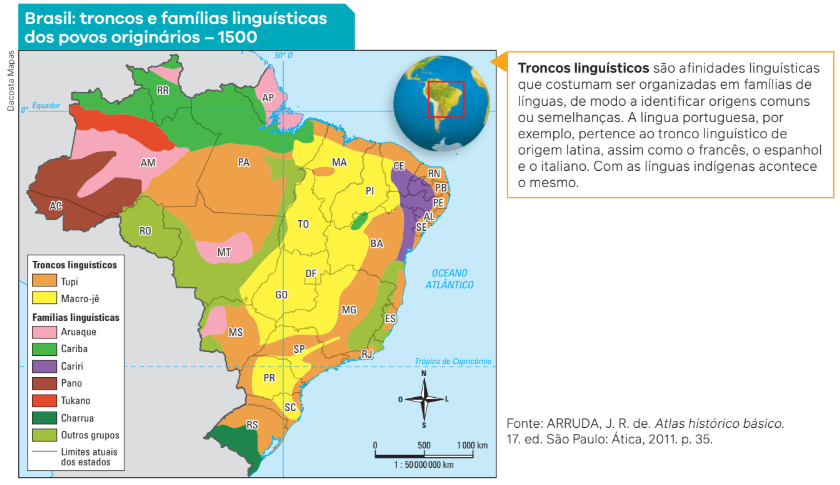 Brasil: troncos e famílias linguísticas
dos povos originários – 1500
Dacosta Mapas
50° O
Equador
0°
RR
AP
AM
PA
MA
CE
RN
PB
PE
AL
SE
PI
AC
RO
TO
BA
MT
DF
GO
MG
ES
MS
SP
RJ
PR
SC
RS
OCEANO
ATLÂNTICO
Trópico de Capricórnio
Troncos linguísticos
Tupi
Macro-jê
Famílias linguísticas
Aruaque
Cariba
Cariri
Pano
Tukano
Charrua
Outros grupos
Limites atuais
dos estados
N
O
L
S
0 500 1 000 km
1 : 50 000 000
Troncos linguísticos são afinidades linguísticas
que costumam ser organizadas em famílias de
línguas, de modo a identificar origens comuns
ou semelhanças. A língua portuguesa, por
exemplo, pertence ao tronco linguístico de
origem latina, assim como o francês, o espanhol
e o italiano. Com as línguas indígenas acontece
o mesmo.
Fonte: ARRUDA, J. R. de. Atlas histórico básico.
17. ed. São Paulo: Ática, 2011. p. 35.